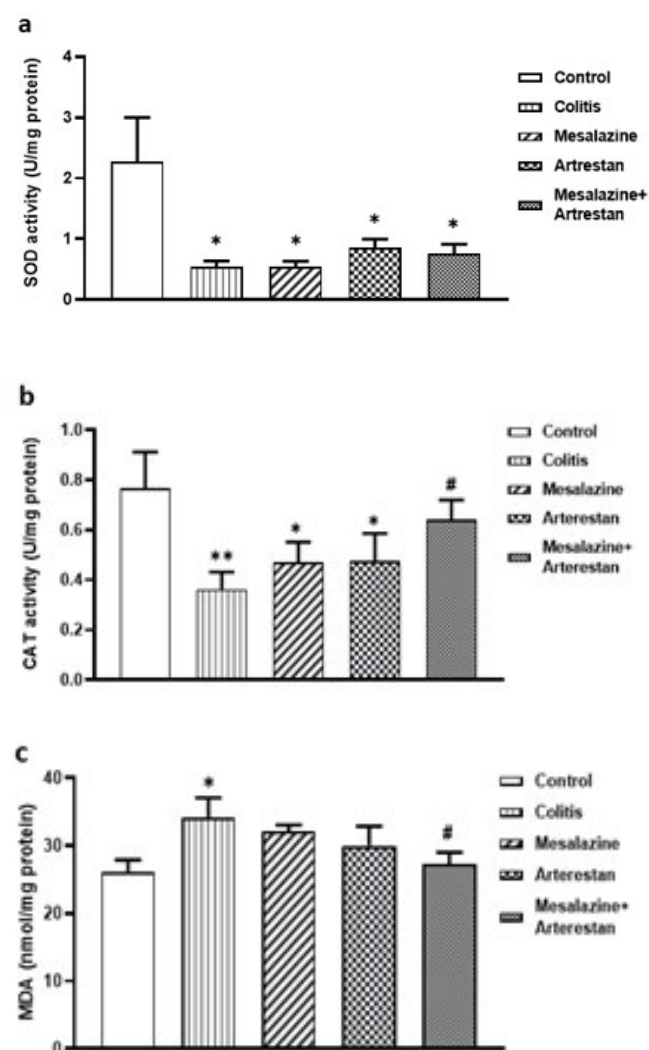 a
SOD activity (U/mg protein)
4
3
2
1
0
*
*
*
*
Control
Colitis
Mesalazine
Artrestan
Mesalazine+
Artrestan
b
CAT activity (U/mg protein)
1.0
0.8
0.6
0.4
0.2
0.0
**
*
*
#
Control
Colitis
Mesalazine
Arterestan
Mesalazine+
Arterestan
c
MDA (nmol/mg protein)
40
30
20
10
0
*
#
Control
Colitis
Mesalazine
Arterestan
Mesalazine+
Arterestan